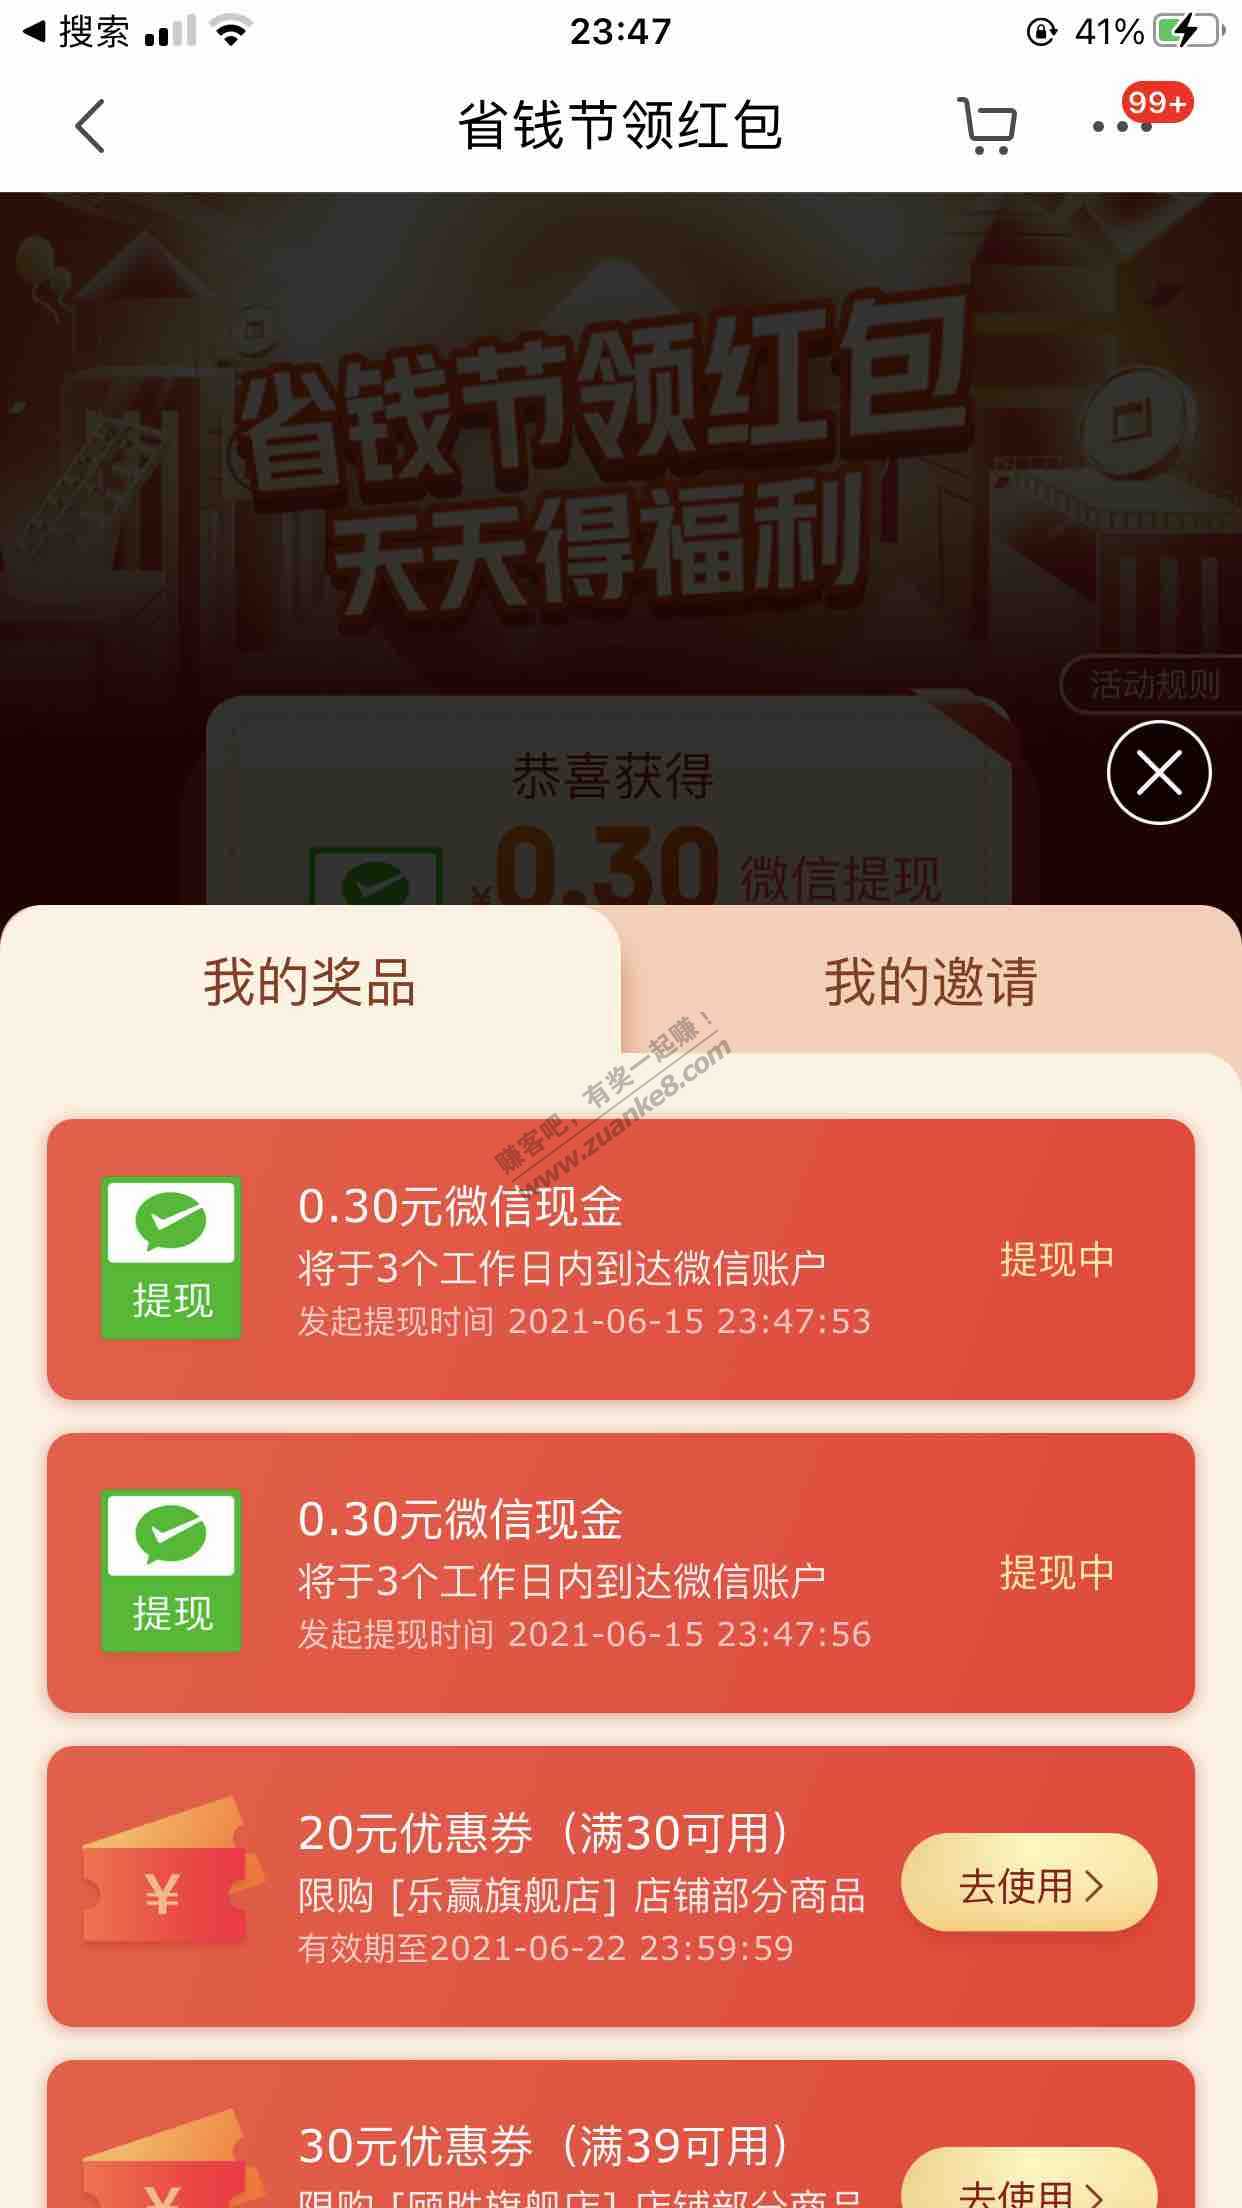 搜索
23:47
41%
省钱节领红包
99+
省钱节领红包
天天得福利
活动规则
恭喜获得
¥0.30 微信提现
我的奖品
我的邀请
赚客吧，有奖一起赚！
www.zuanke8.com
0.30元微信现金
将于3个工作日内到达微信账户
发起提现时间 2021-06-15 23:47:53
提现
提现中
0.30元微信现金
将于3个工作日内到达微信账户
发起提现时间 2021-06-15 23:47:56
提现
提现中
¥
20元优惠券（满30可用）
限购 [乐赢旗舰店] 店铺部分商品
有效期至2021-06-22 23:59:59
去使用
¥
30元优惠券（满39可用）
限购 [颐胜旗舰店] 店铺部分商品
去使用